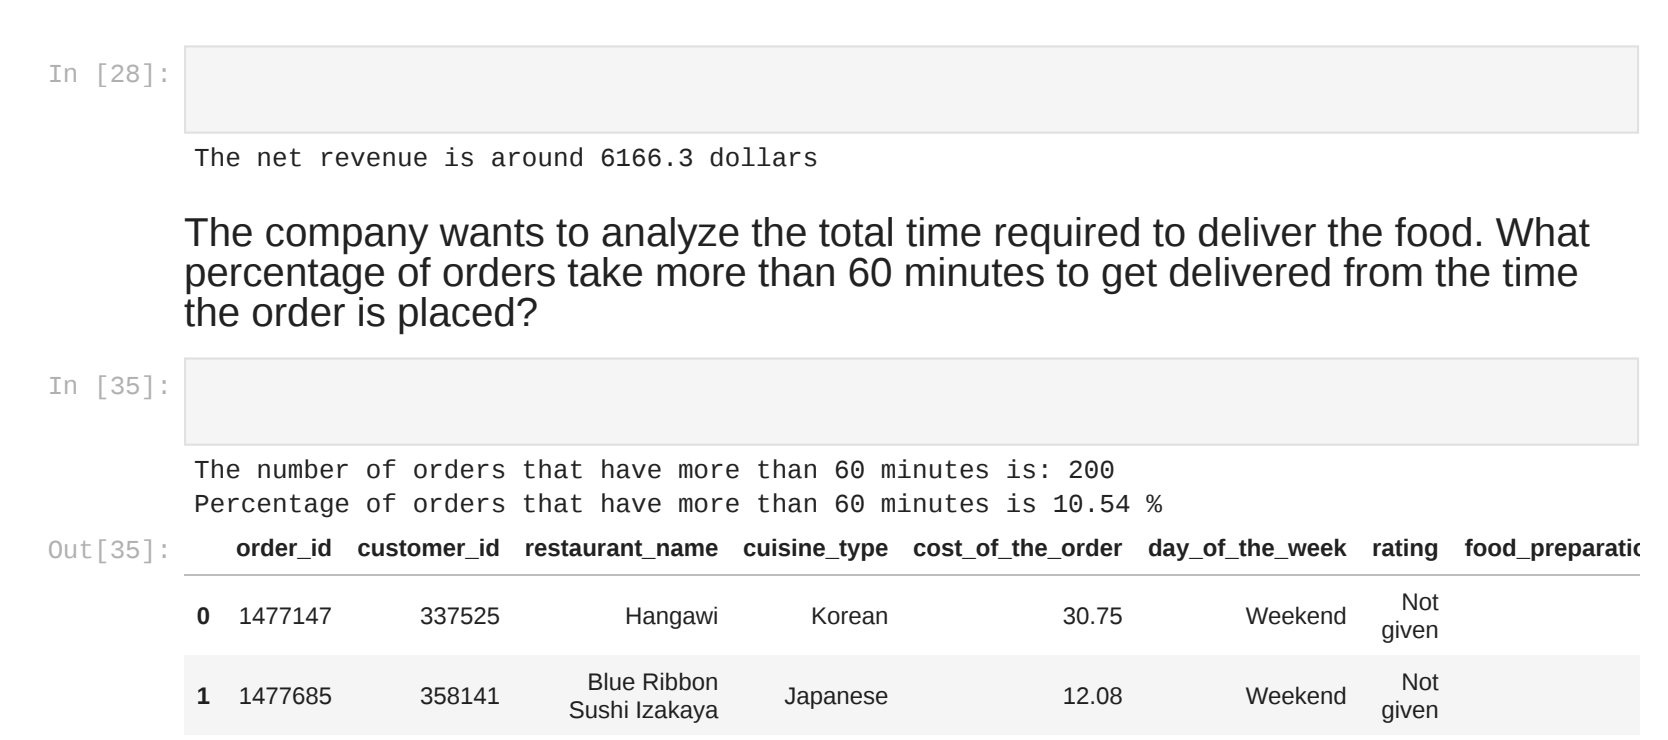 In [28]:
The net revenue is around 6166.3 dollars
The company wants to analyze the total time required to deliver the food. What
percentage of orders take more than 60 minutes to get delivered from the time
the order is placed?
In [35]:
The number of orders that have more than 60 minutes is: 200
Percentage of orders that have more than 60 minutes is 10.54 %
Out[35]: order_id customer_id restaurant_name cuisine_type cost_of_the_order day_of_the_week rating food_preparatio
0 1477147 337525 Hangawi Korean 30.75 Weekend Not given
1 1477685 358141 Blue Ribbon Sushi Izakaya Japanese 12.08 Weekend Not given